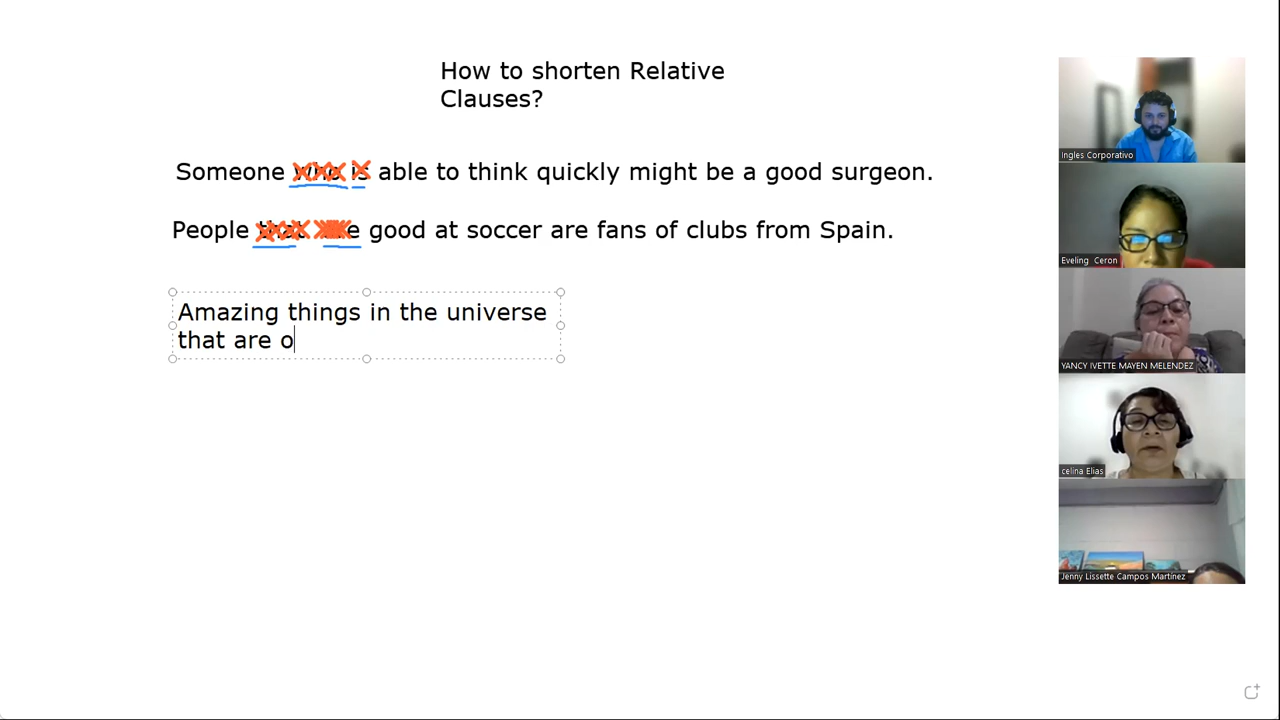 How to shorten Relative
Clauses?
Someone who is able to think quickly might be a good surgeon.
People that are good at soccer are fans of clubs from Spain.
Amazing things in the universe
that are o
Ingles Corporativo
Eveling Ceron
YANCY IVETTE MAYEN MELENDEZ
celina Elias
Jenny Lissette Campos Martínez